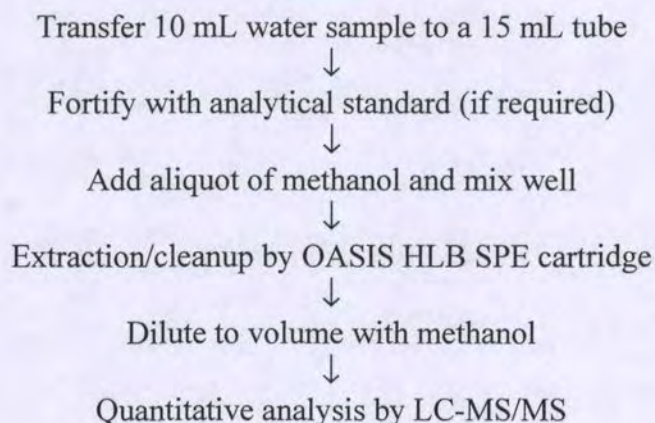 Transfer 10 mL water sample to a 15 mL tube
↓
Fortify with analytical standard (if required)
↓
Add aliquot of methanol and mix well
↓
Extraction/cleanup by OASIS HLB SPE cartridge
↓
Dilute to volume with methanol
↓
Quantitative analysis by LC-MS/MS